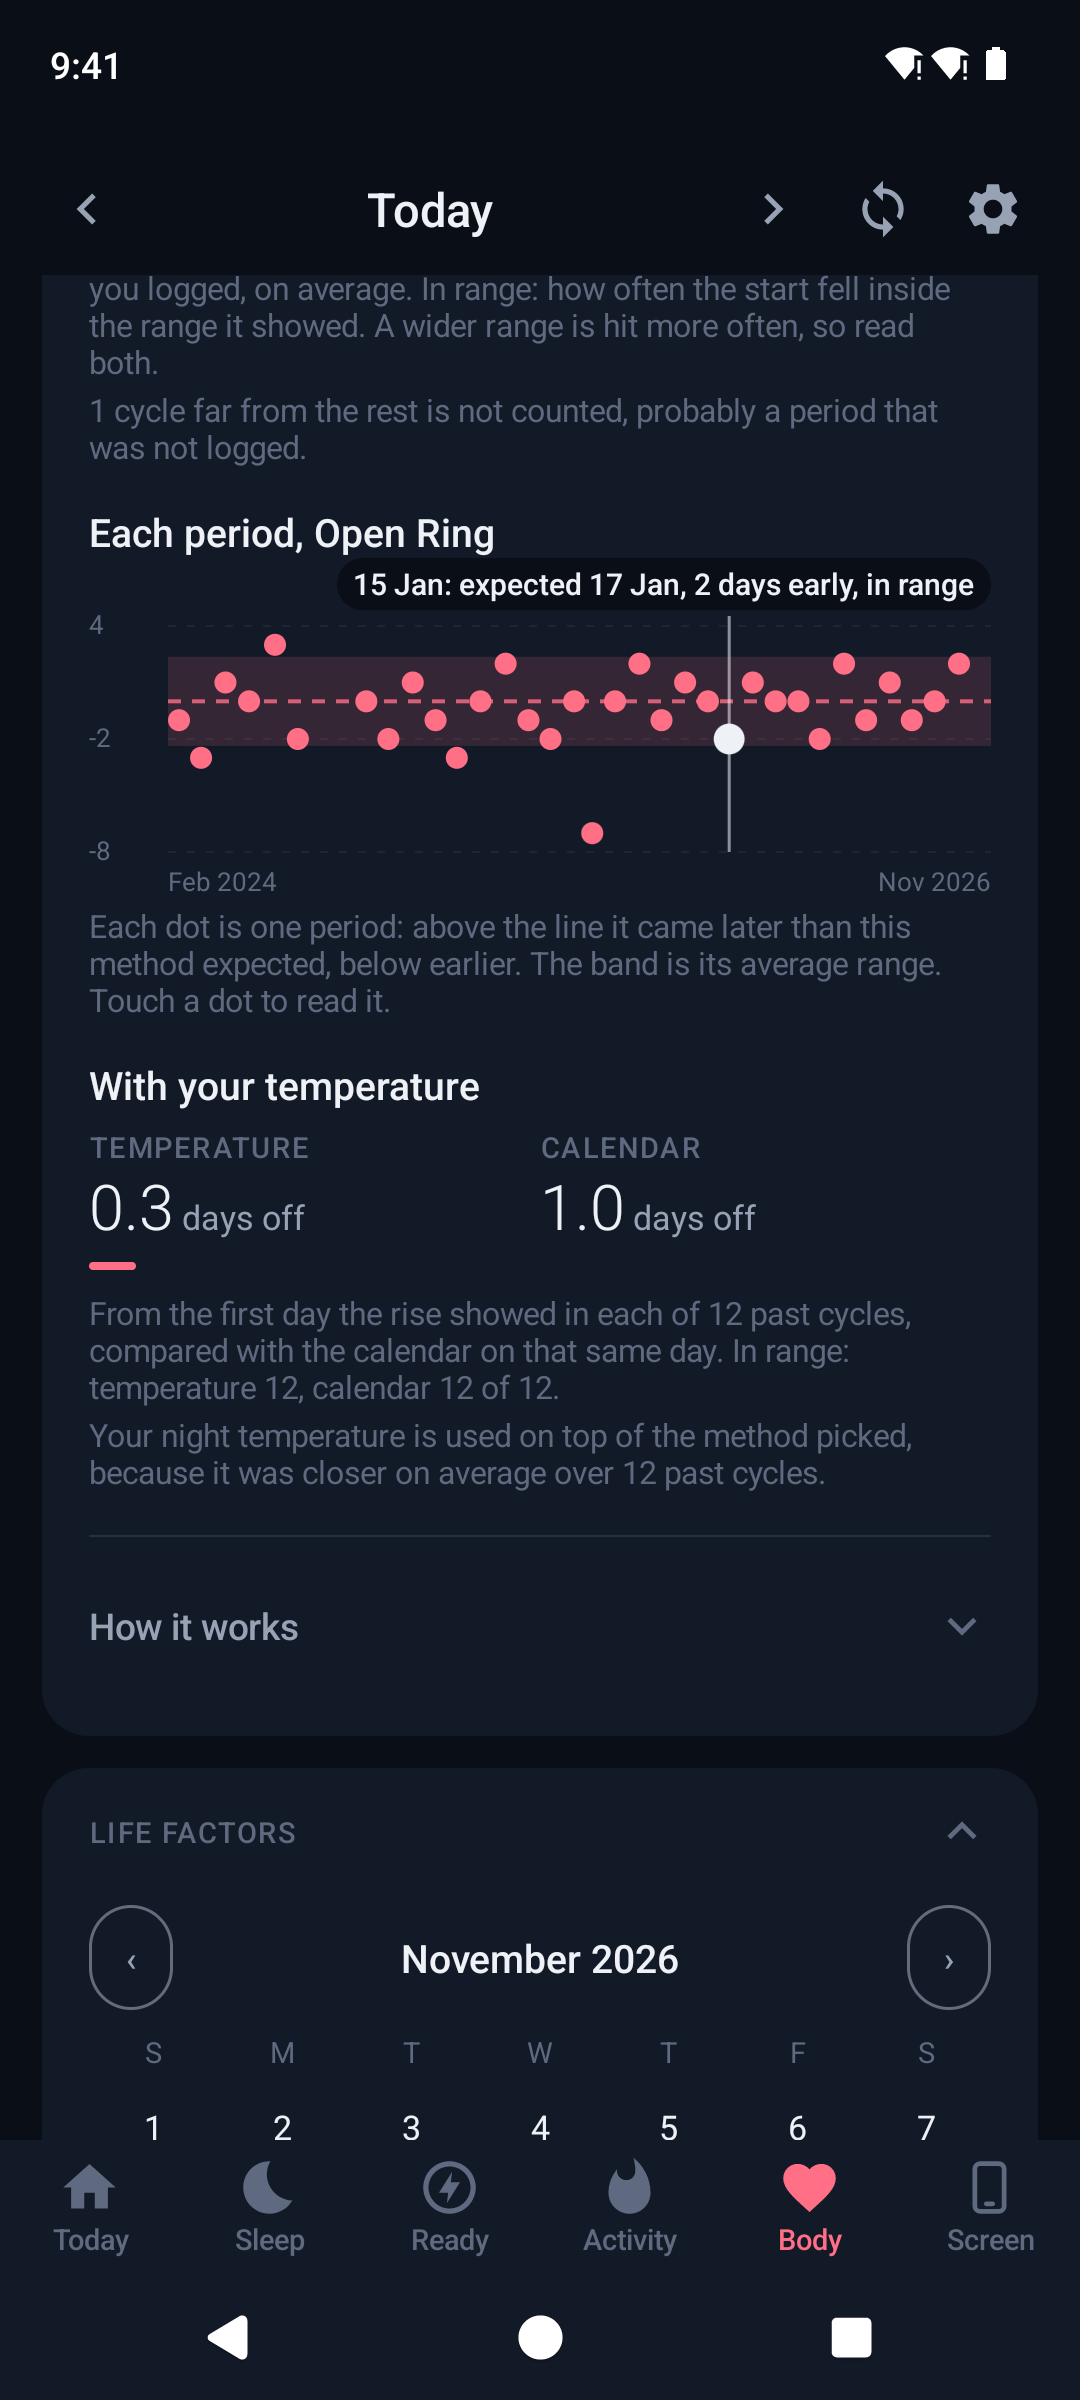 9:41
Today
you logged, on average. In range: how often the start fell inside
the range it showed. A wider range is hit more often, so read
both.
1 cycle far from the rest is not counted, probably a period that
was not logged.
Each period, Open Ring
15 Jan: expected 17 Jan, 2 days early, in range
4
-2
-8
Feb 2024
Nov 2026
Each dot is one period: above the line it came later than this
method expected, below earlier. The band is its average range.
Touch a dot to read it.
With your temperature
TEMPERATURE
CALENDAR
0.3 days off
1.0 days off
From the first day the rise showed in each of 12 past cycles,
compared with the calendar on that same day. In range:
temperature 12, calendar 12 of 12.
Your night temperature is used on top of the method picked,
because it was closer on average over 12 past cycles.
How it works
LIFE FACTORS
‹
November 2026
›
S M T W T F S
1 2 3 4 5 6 7
Today
Sleep
Ready
Activity
Body
Screen